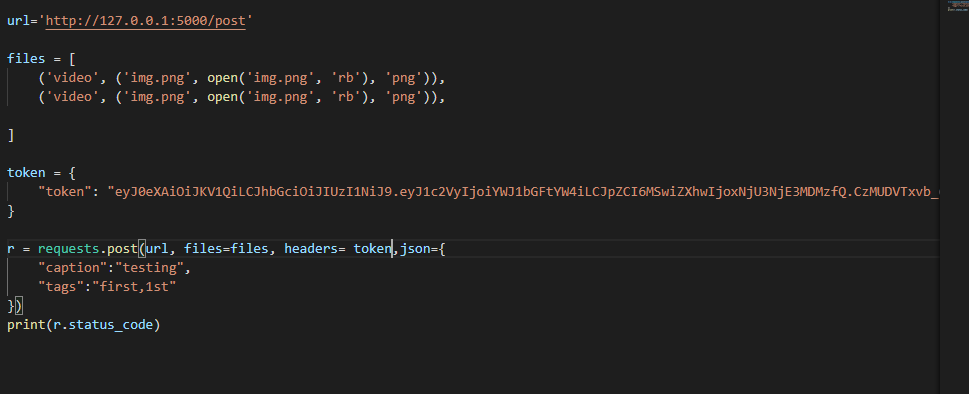 url='http://127.0.0.1:5000/post'
files = [
('video', ('img.png', open('img.png', 'rb'), 'png')),
('video', ('img.png', open('img.png', 'rb'), 'png')),
]
token = {
"token": "eyJ0eXAiOiJKV1QiLCJhbGciOiJIUzI1NiJ9.eyJ1c2VyIjoiYWJ1bGFtYW4iLCJpZCI6MSwiZXhwIjoxNjU3NjE3MDMzfQ.CzMUDVTxvb_
}
r = requests.post(url, files=files, headers= token,json={
"caption":"testing",
"tags":"first,1st"
})
print(r.status_code)